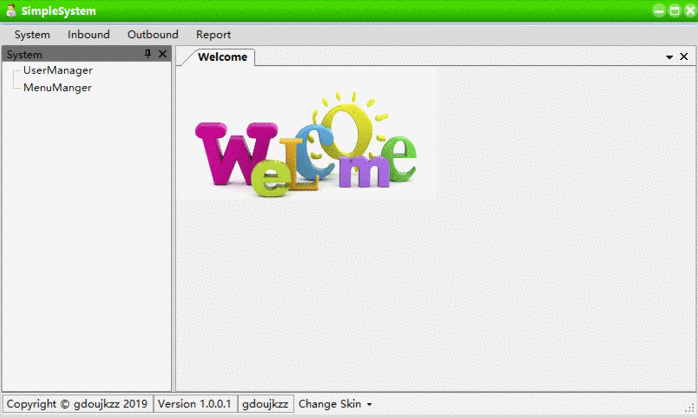 SimpleSystem
System Inbound Outbound Report
System
UserManager
MenuManger
Welcome
WeLCOme
Copyright © gdoujkzz 2019 Version 1.0.0.1 gdoujkzz Change Skin